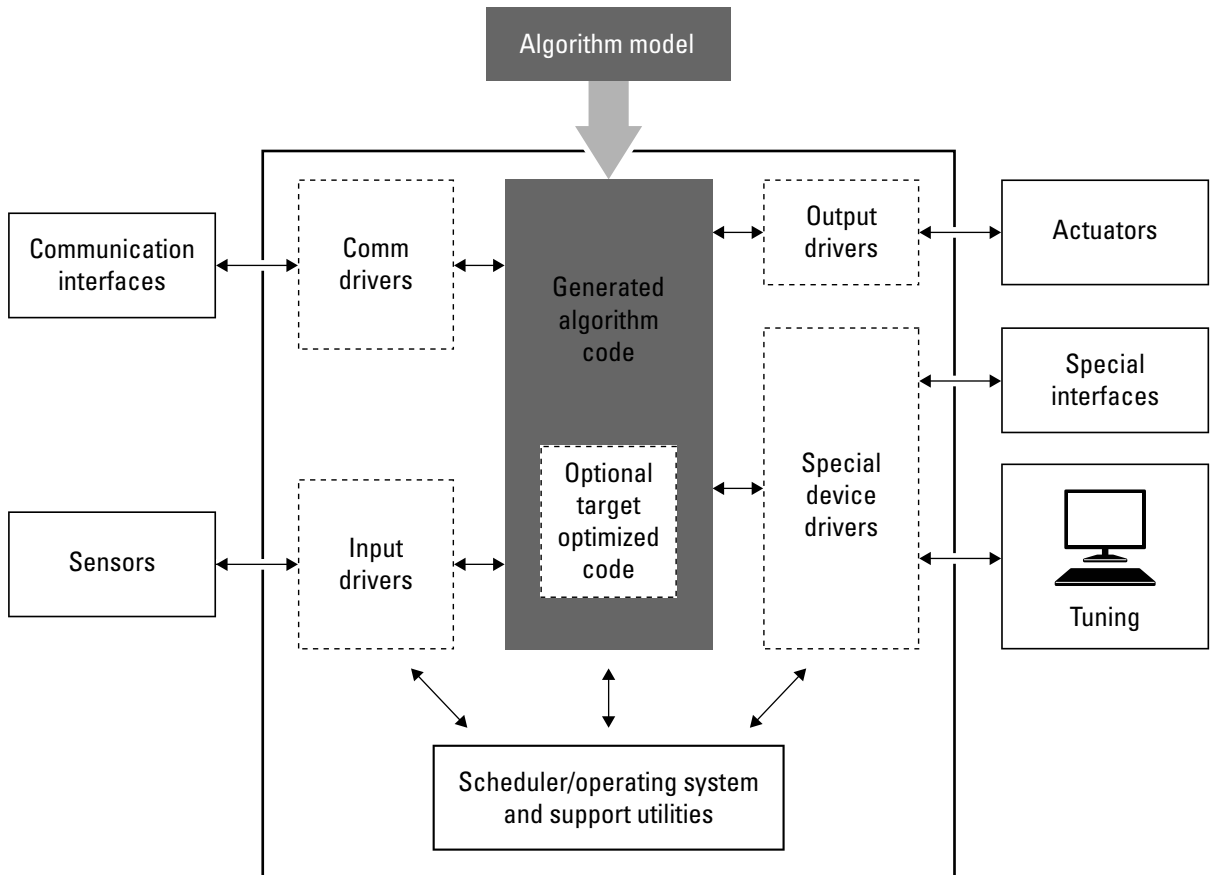 Algorithm model
Communication
interfaces
Comm
drivers
Generated
algorithm
code
Output
drivers
Actuators
Special
interfaces
Sensors
Input
drivers
Optional
target
optimized
code
Special
device
drivers
Tuning
Scheduler/operating system
and support utilities